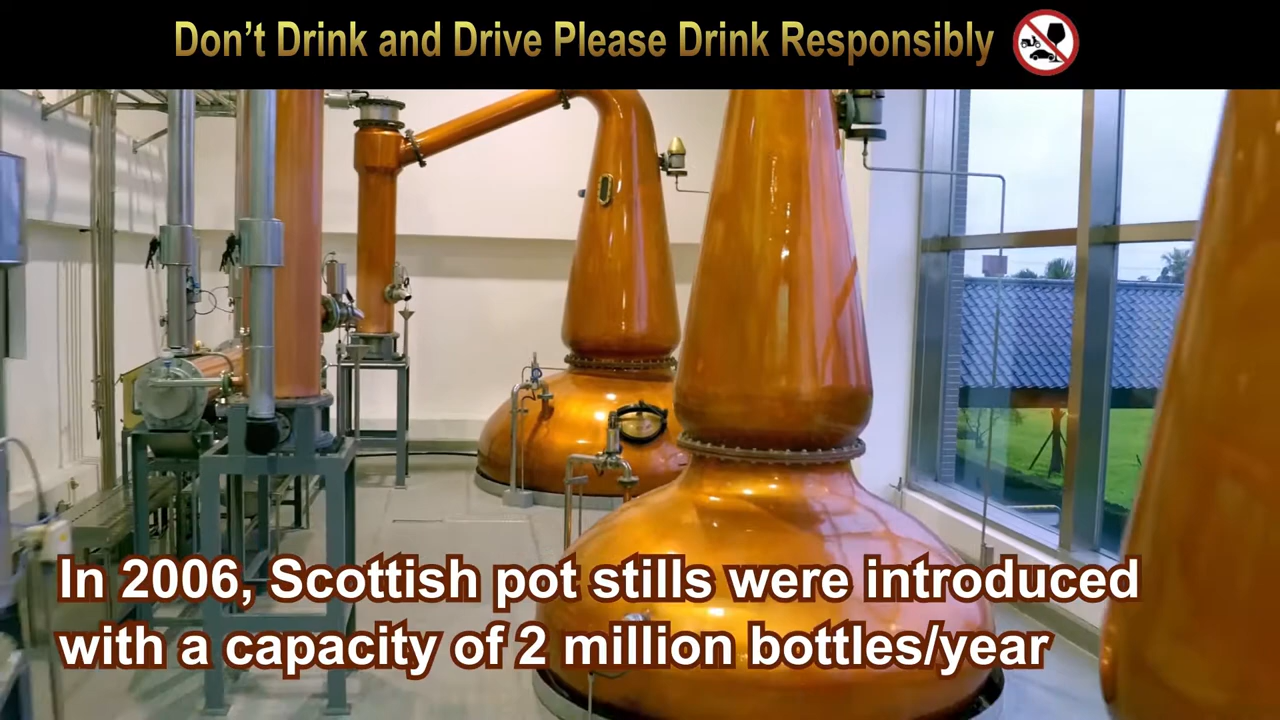 Don't Drink and Drive Please Drink Responsibly
In 2006, Scottish pot stills were introduced
with a capacity of 2 million bottles/year